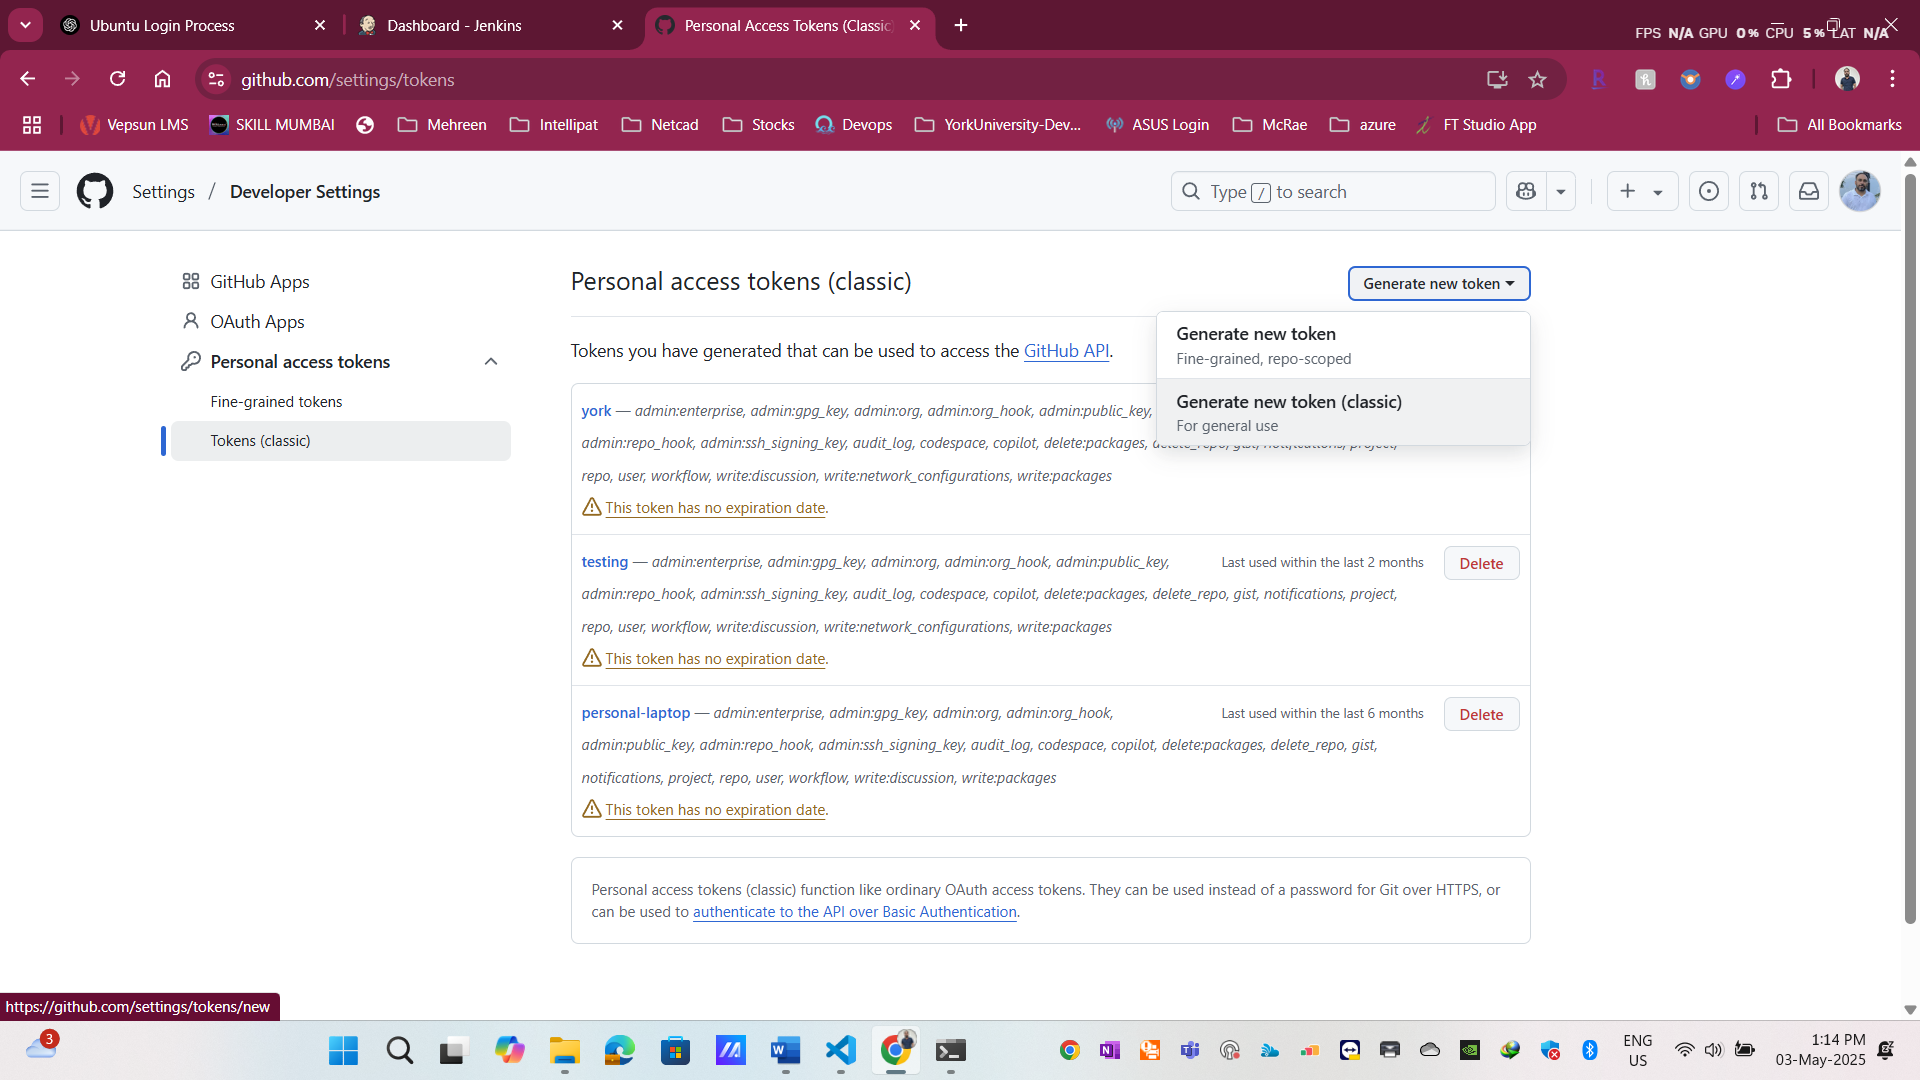 Ubuntu Login Process
Dashboard - Jenkins
Personal Access Tokens (Classic
FPS N/A GPU 0% CPU 5% LAT N/A
github.com/settings/tokens
Vepsun LMS
SKILL MUMBAI
Mehreen
Intellipat
Netcad
Stocks
Devops
YorkUniversity-Dev...
ASUS Login
McRae
azure
FT Studio App
All Bookmarks
Settings / Developer Settings
Type / to search
GitHub Apps
OAuth Apps
Personal access tokens
Fine-grained tokens
Tokens (classic)
Personal access tokens (classic)
Generate new token
Generate new token
Fine-grained, repo-scoped
Generate new token (classic)
For general use
Tokens you have generated that can be used to access the GitHub API.
york — admin:enterprise, admin:gpg_key, admin:org, admin:org_hook, admin:public_key,
admin:repo_hook, admin:ssh_signing_key, audit_log, codespace, copilot, delete:packages, delete_repo, gist, notifications, project,
repo, user, workflow, write:discussion, write:network_configurations, write:packages
This token has no expiration date.
testing — admin:enterprise, admin:gpg_key, admin:org, admin:org_hook, admin:public_key,
Last used within the last 2 months
Delete
admin:repo_hook, admin:ssh_signing_key, audit_log, codespace, copilot, delete:packages, delete_repo, gist, notifications, project,
repo, user, workflow, write:discussion, write:network_configurations, write:packages
This token has no expiration date.
personal-laptop — admin:enterprise, admin:gpg_key, admin:org, admin:org_hook,
Last used within the last 6 months
Delete
admin:public_key, admin:repo_hook, admin:ssh_signing_key, audit_log, codespace, copilot, delete:packages, delete_repo, gist,
notifications, project, repo, user, workflow, write:discussion, write:packages
This token has no expiration date.
Personal access tokens (classic) function like ordinary OAuth access tokens. They can be used instead of a password for Git over HTTPS, or
can be used to authenticate to the API over Basic Authentication.
https://github.com/settings/tokens/new
3
ENG
US
1:14 PM
03-May-2025